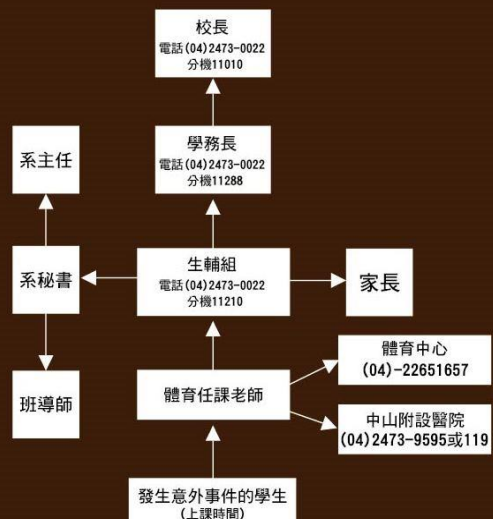 校長
電話(04)2473-0022
分機11010
學務長
電話(04)2473-0022
分機11288
系主任
生輔組
電話(04)2473-0022
分機11210
系秘書
家長
體育中心
(04)-22651657
班導師
體育任課老師
中山附設醫院
(04)2473-9595或119
發生意外事件的學生
(上課時間)